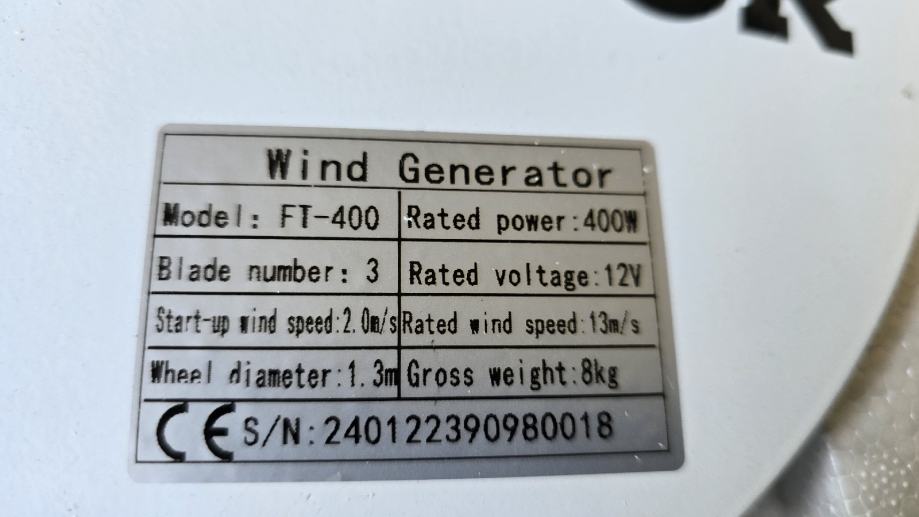 OR
Wind Generator
Model: FT-400 Rated power:400W
Blade number: 3 Rated voltage:12V
Start-up wind speed:2.0m/s Rated wind speed:13m/s
Wheel diameter:1.3m Gross weight:8kg
CE S/N:240122390980018